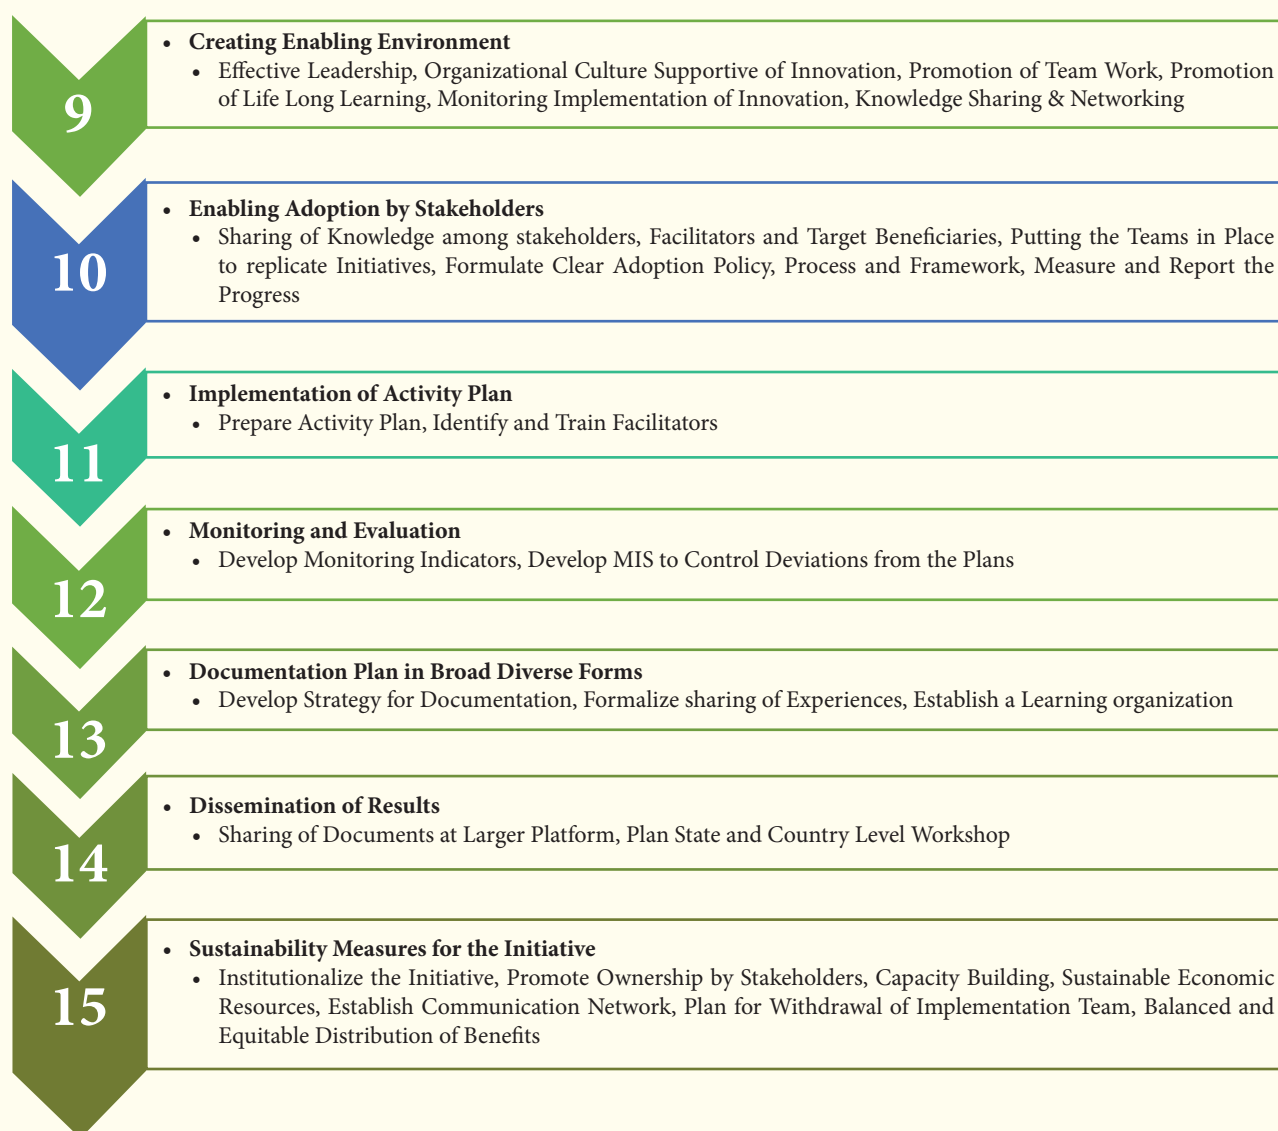 9
• Creating Enabling Environment
• Effective Leadership, Organizational Culture Supportive of Innovation, Promotion of Team Work, Promotion
of Life Long Learning, Monitoring Implementation of Innovation, Knowledge Sharing & Networking
10
• Enabling Adoption by Stakeholders
• Sharing of Knowledge among stakeholders, Facilitators and Target Beneficiaries, Putting the Teams in Place
to replicate Initiatives, Formulate Clear Adoption Policy, Process and Framework, Measure and Report the
Progress
11
• Implementation of Activity Plan
• Prepare Activity Plan, Identify and Train Facilitators
12
• Monitoring and Evaluation
• Develop Monitoring Indicators, Develop MIS to Control Deviations from the Plans
13
• Documentation Plan in Broad Diverse Forms
• Develop Strategy for Documentation, Formalize sharing of Experiences, Establish a Learning organization
14
• Dissemination of Results
• Sharing of Documents at Larger Platform, Plan State and Country Level Workshop
15
• Sustainability Measures for the Initiative
• Institutionalize the Initiative, Promote Ownership by Stakeholders, Capacity Building, Sustainable Economic
Resources, Establish Communication Network, Plan for Withdrawal of Implementation Team, Balanced and
Equitable Distribution of Benefits